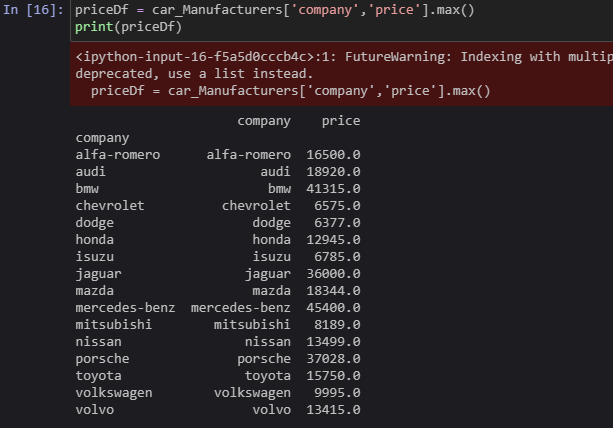 In [16]: priceDf = car_Manufacturers['company','price'].max()
print(priceDf)
<ipython-input-16-f5a5d0cccb4c>:1: FutureWarning: Indexing with multip
deprecated, use a list instead.
priceDf = car_Manufacturers['company','price'].max()
company price
company
alfa-romero alfa-romero 16500.0
audi audi 18920.0
bmw bmw 41315.0
chevrolet chevrolet 6575.0
dodge dodge 6377.0
honda honda 12945.0
isuzu isuzu 6785.0
jaguar jaguar 36000.0
mazda mazda 18344.0
mercedes-benz mercedes-benz 45400.0
mitsubishi mitsubishi 8189.0
nissan nissan 13499.0
porsche porsche 37028.0
toyota toyota 15750.0
volkswagen volkswagen 9995.0
volvo volvo 13415.0